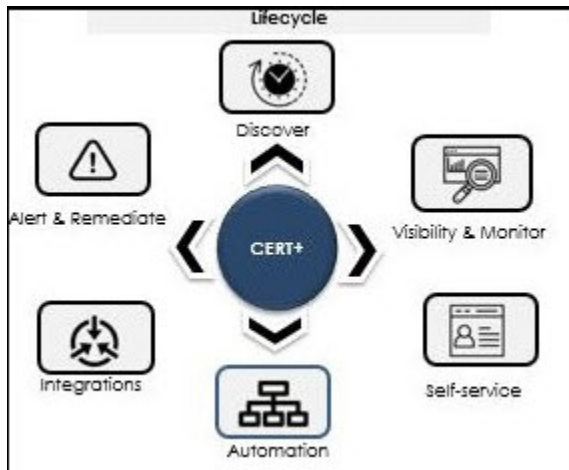 Lifecycle
Discover
Alert & Remediate
Visibility & Monitor
CERT+
Integrations
Self-service
Automation